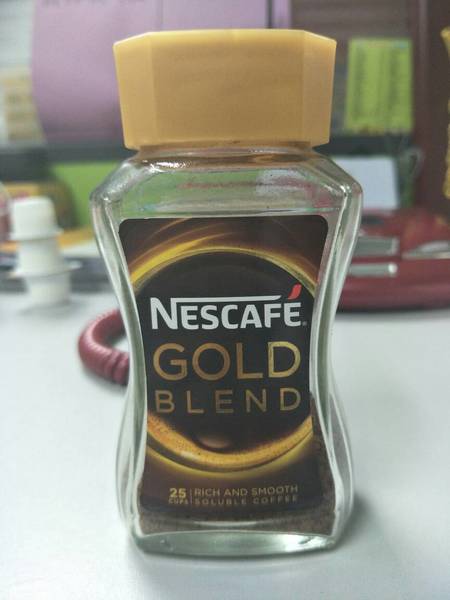 NESCAFÉ
GOLD
BLEND
25 CUPS
RICH AND SMOOTH
SOLUBLE COFFEE